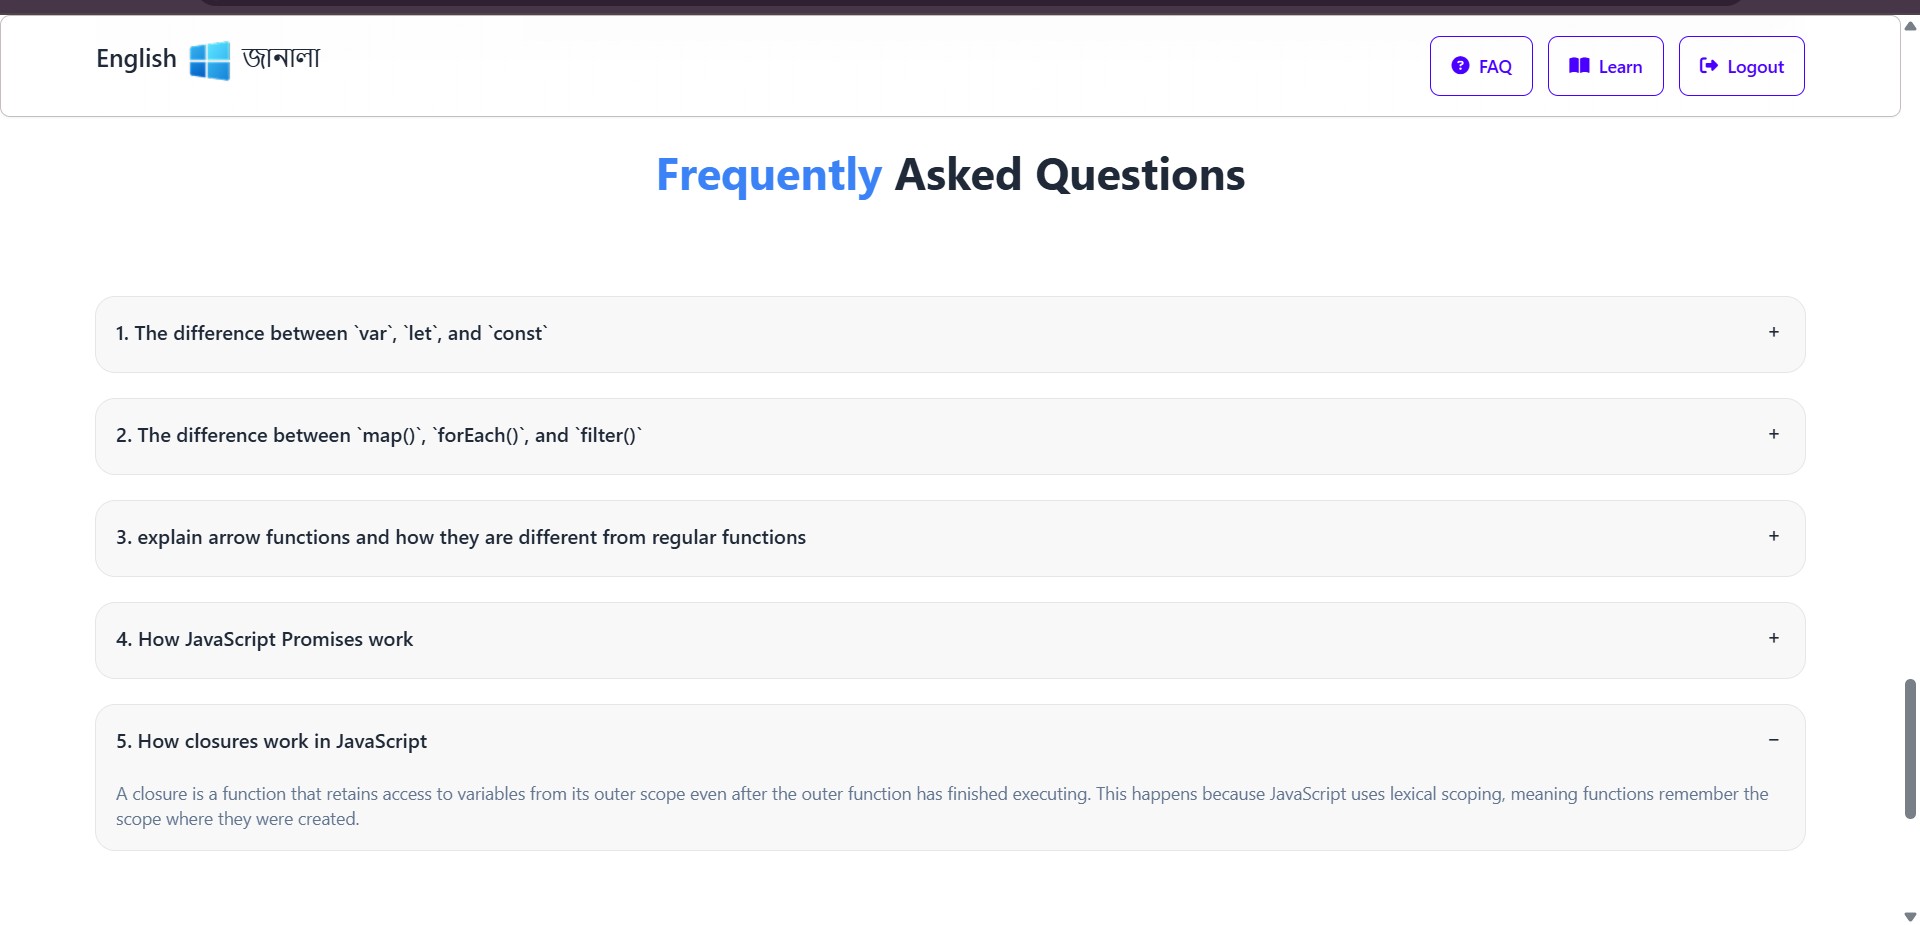 English জানালা
FAQ
Learn
Logout
Frequently Asked Questions
1. The difference between `var`, `let`, and `const`
+
2. The difference between `map()`, `forEach()`, and `filter()`
+
3. explain arrow functions and how they are different from regular functions
+
4. How JavaScript Promises work
+
5. How closures work in JavaScript
−
A closure is a function that retains access to variables from its outer scope even after the outer function has finished executing. This happens because JavaScript uses lexical scoping, meaning functions remember the
scope where they were created.